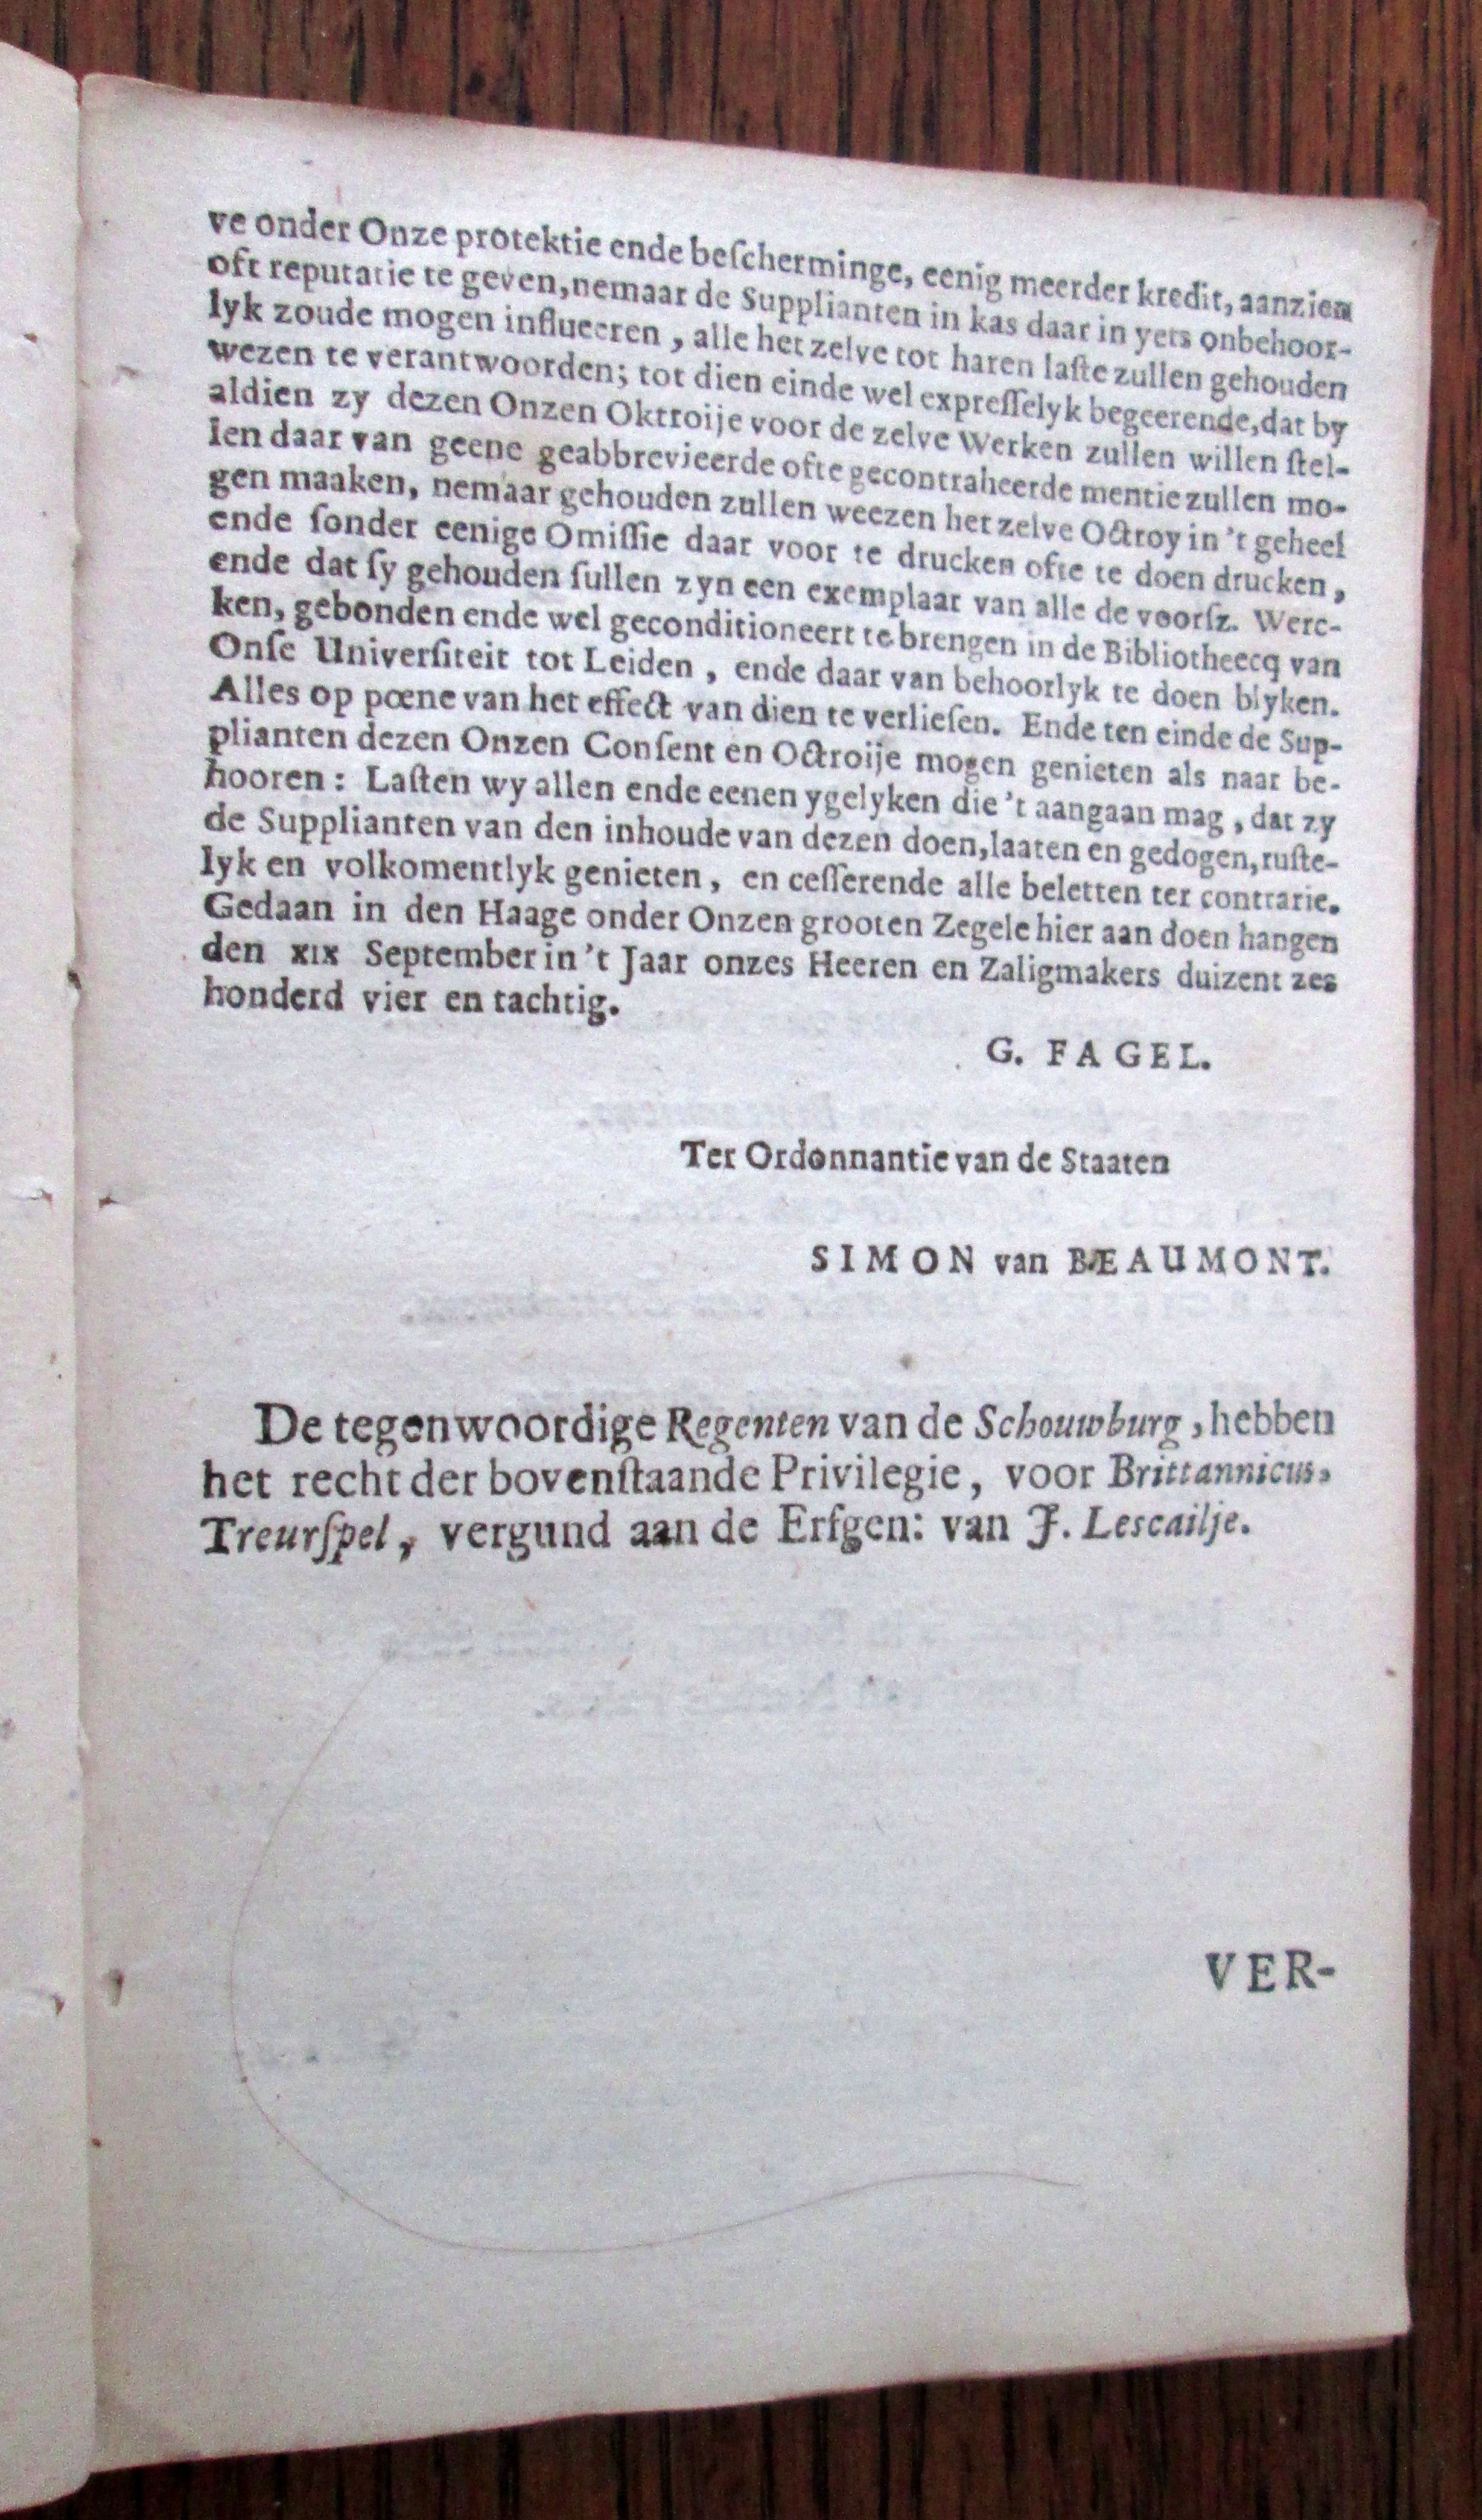 ve onder Onze protektie ende beſcherminge, eenig meerder kredit, aanzien
oft reputatie te geven, nemaar de Supplianten in kas daar in yets onbehoor-
lyk zoude mogen influeeren, alle het zelve tot haren laſte zullen gehouden
wezen te verantwoorden; tot dien einde wel expreſſelyk begeerende, dat by
aldien zy dezen Onzen Oktroije voor de zelve Werken zullen willen ſtel-
len daar van geene geabbrevieerde ofte gecontraheerde mentie zullen mo-
gen maaken, nemaar gehouden zullen weezen het zelve Octroy in 't geheel
ende ſonder eenige Omiſſie daar voor te drucken ofte te doen drucken,
ende dat ſy gehouden ſullen zyn een exemplaar van alle de voorſz. Werc-
ken, gebonden ende wel geconditioneert te brengen in de Bibliotheecq van
Onſe Univerſiteit tot Leiden, ende daar van behoorlyk te doen blyken.
Alles op pœne van het effect van dien te verlieſen. Ende ten einde de Sup-
plianten dezen Onzen Conſent en Octroije mogen genieten als naar be-
hooren: Laſten wy allen ende eenen ygelyken die 't aangaan mag, dat zy
de Supplianten van den inhoude van dezen doen, laaten en gedogen, ruſte-
lyk en volkomentlyk genieten, en ceſſerende alle beletten ter contrarie.
Gedaan in den Haage onder Onzen grooten Zegele hier aan doen hangen
den XIX September in 't Jaar onzes Heeren en Zaligmakers duizent zes
honderd vier en tachtig.
G. FAGEL.
Ter Ordonnantie van de Staaten
SIMON van BEAUMONT.
De tegenwoordige Regenten van de Schouwburg, hebben
het recht der bovenſtaande Privilegie, voor Brittannicus,
Treurſpel, vergund aan de Erfgen: van J. Lescailje.
VER-